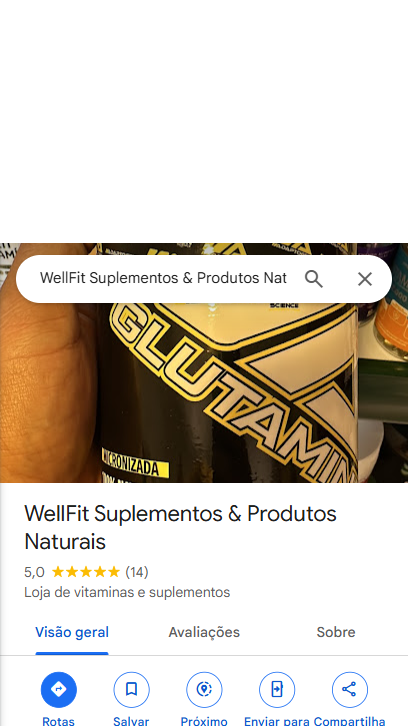 WellFit Suplementos & Produtos Nat
SCIENCE
GLUTAMIN
MICRONIZADA
WellFit Suplementos & Produtos
Naturais
5,0 ★★★★★ (14)
Loja de vitaminas e suplementos
Visão geral Avaliações Sobre
Rotas Salvar Próximo Enviar para Compartilha